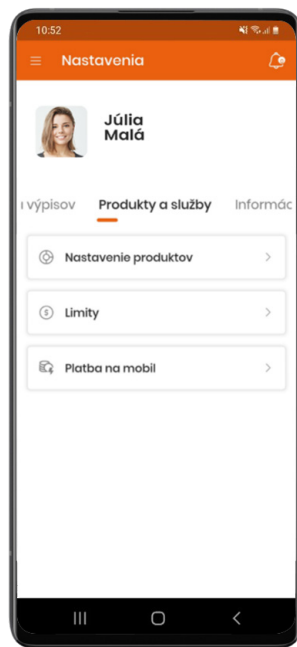 10:52
Nastavenia
Júlia
Malá
výpisov Produkty a služby Informác
Nastavenie produktov
Limity
Platba na mobil